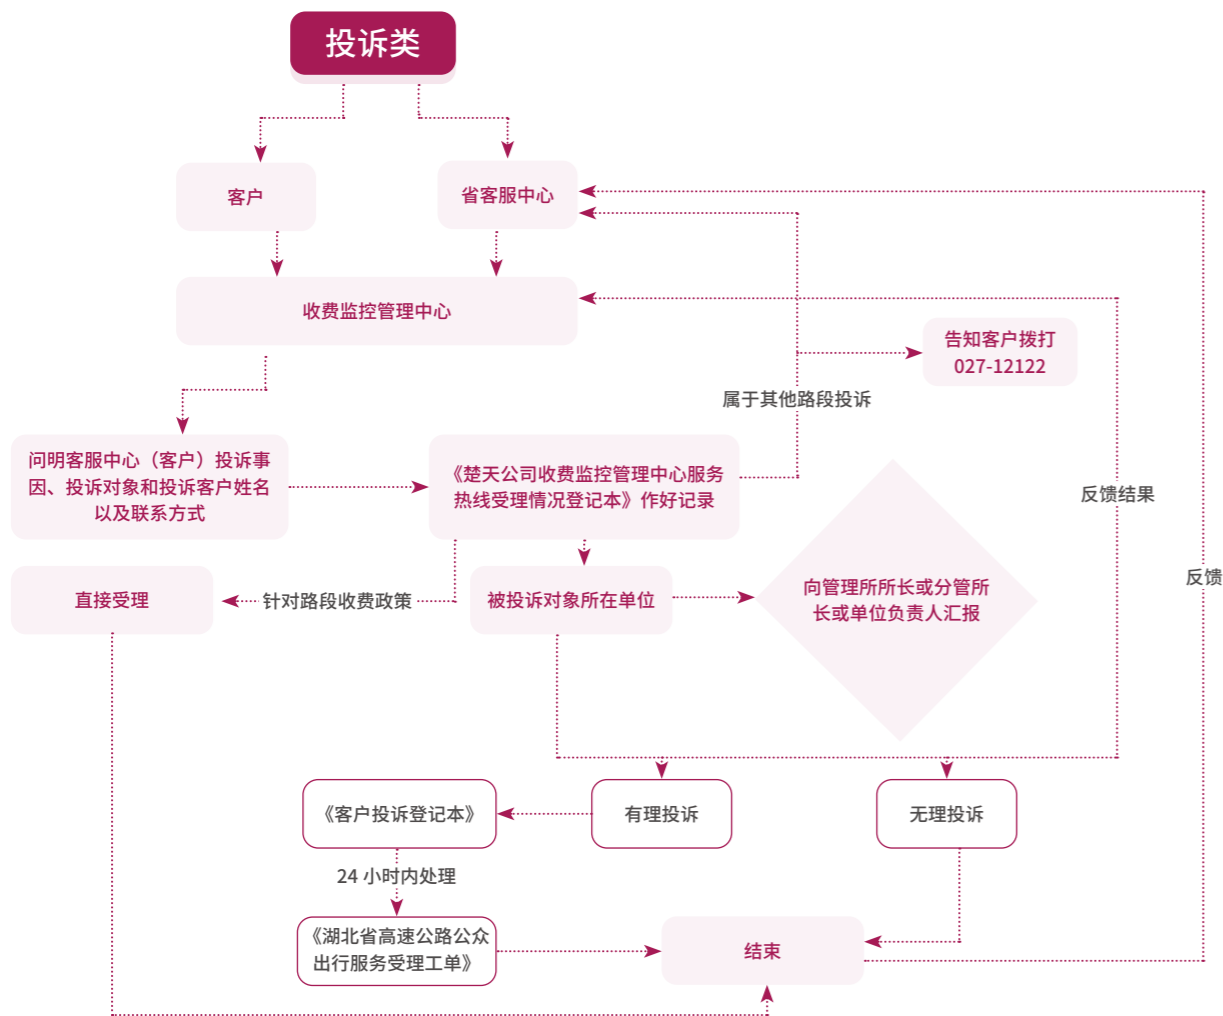 投诉类
客户
省客服中心
收费监控管理中心
告知客户拨打
027-12122
属于其他路段投诉
问明客服中心（客户）投诉事
因、投诉对象和投诉客户姓名
以及联系方式
《楚天公司收费监控管理中心服务
热线受理情况登记本》作好记录
反馈结果
反馈
直接受理
针对路段收费政策
被投诉对象所在单位
向管理所所长或分管所
长或单位负责人汇报
《客户投诉登记本》
有理投诉
无理投诉
24 小时内处理
《湖北省高速公路公众
出行服务受理工单》
结束